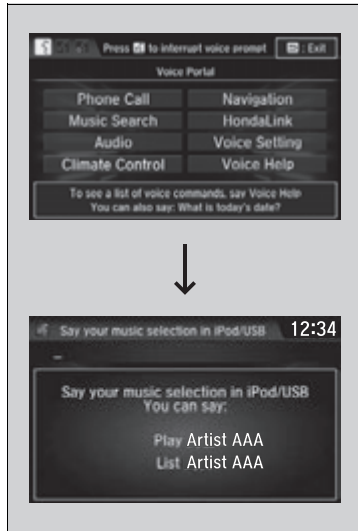 Press to interrupt voice prompt : Exit
Voice Portal
Phone Call Navigation
Music Search HondaLink
Audio Voice Setting
Climate Control Voice Help
To see a list of voice commands, say Voice Help
You can also say: What is today's date?
Say your music selection in iPod/USB 12:34
Say your music selection in iPod/USB
You can say:
Play Artist AAA
List Artist AAA